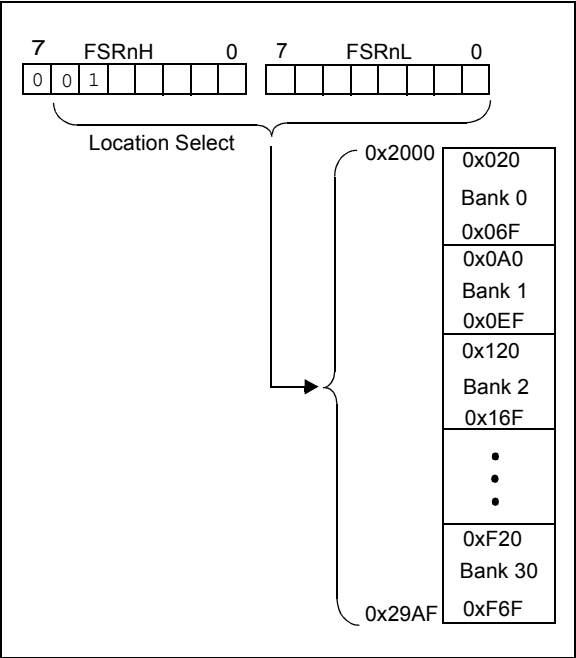 7 FSRnH 0 7 FSRnL 0
0 0 1
Location Select
0x2000
0x020
Bank 0
0x06F
0x0A0
Bank 1
0x0EF
0x120
Bank 2
0x16F
0xF20
Bank 30
0x29AF 0xF6F